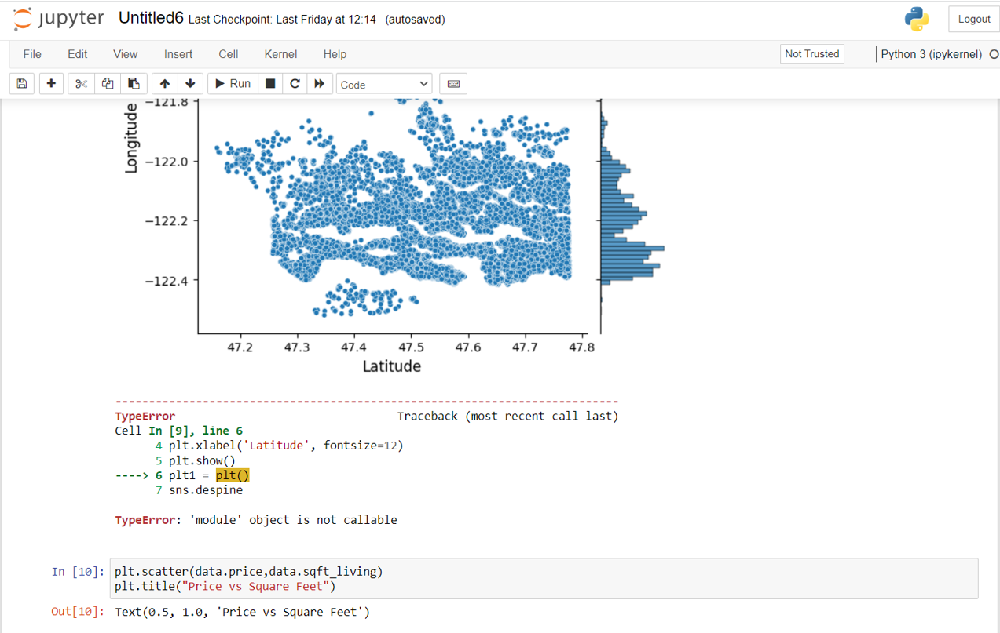 jupyter Untitled6 Last Checkpoint: Last Friday at 12:14 (autosaved)
Logout
File Edit View Insert Cell Kernel Help
Not Trusted
Python 3 (ipykernel)
Run
Code
Longitude
−121.8
−122.0
−122.2
−122.4
47.2 47.3 47.4 47.5 47.6 47.7 47.8
Latitude
---------------------------------------------------------------------------
TypeError Traceback (most recent call last)
Cell In [9], line 6
4 plt.xlabel('Latitude', fontsize=12)
5 plt.show()
----> 6 plt1 = plt()
7 sns.despine
TypeError: 'module' object is not callable
In [10]: plt.scatter(data.price,data.sqft_living)
plt.title("Price vs Square Feet")
Out[10]: Text(0.5, 1.0, 'Price vs Square Feet')